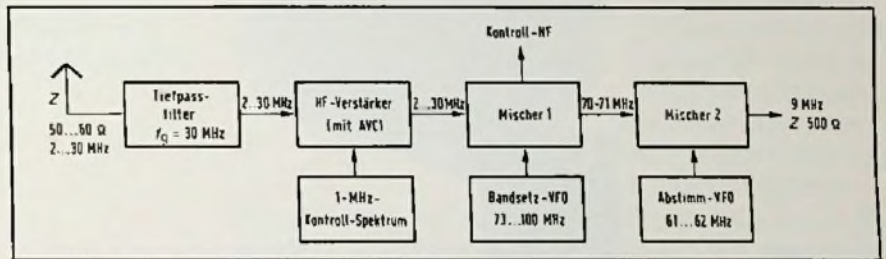 Kontroll-NF
Z
50...60 Ω
2...30 MHz
Tiefpass-
filter
fg = 30 MHz
2...30 MHz
HF-Verstärker
(mit AVC)
2...30 MHz
Mischer 1
70-71 MHz
Mischer 2
9 MHz
Z 500 Ω
1-MHz-
Kontroll-Spektrum
Bandsetz-VFO
73...100 MHz
Abstimm-VFO
61...62 MHz